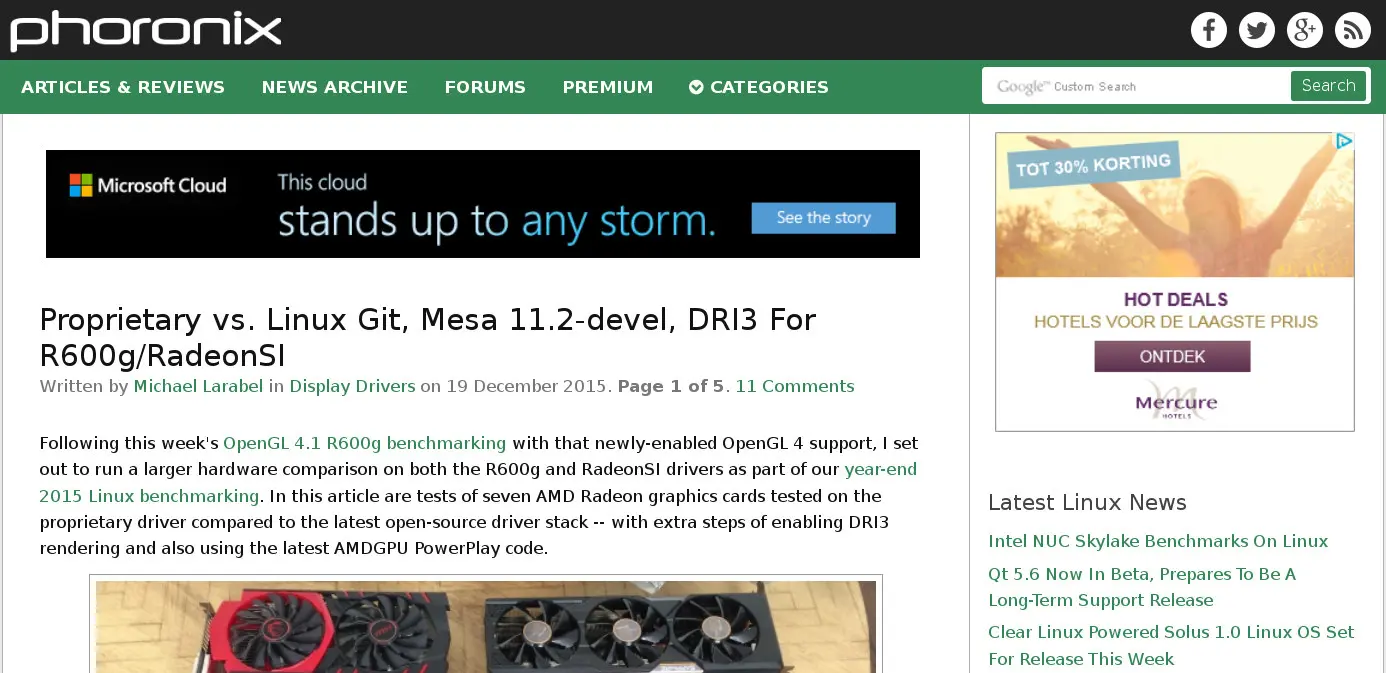 phoronix
ARTICLES & REVIEWS NEWS ARCHIVE FORUMS PREMIUM CATEGORIES
Google™ Custom Search Search
Microsoft Cloud
This cloud
stands up to any storm.
See the story
Proprietary vs. Linux Git, Mesa 11.2-devel, DRI3 For
R600g/RadeonSI
Written by Michael Larabel in Display Drivers on 19 December 2015. Page 1 of 5. 11 Comments
Following this week's OpenGL 4.1 R600g benchmarking with that newly-enabled OpenGL 4 support, I set
out to run a larger hardware comparison on both the R600g and RadeonSI drivers as part of our year-end
2015 Linux benchmarking. In this article are tests of seven AMD Radeon graphics cards tested on the
proprietary driver compared to the latest open-source driver stack -- with extra steps of enabling DRI3
rendering and also using the latest AMDGPU PowerPlay code.
TOT 30% KORTING
HOT DEALS
HOTELS VOOR DE LAAGSTE PRIJS
ONTDEK
Mercure
HOTELS
Latest Linux News
Intel NUC Skylake Benchmarks On Linux
Qt 5.6 Now In Beta, Prepares To Be A
Long-Term Support Release
Clear Linux Powered Solus 1.0 Linux OS Set
For Release This Week